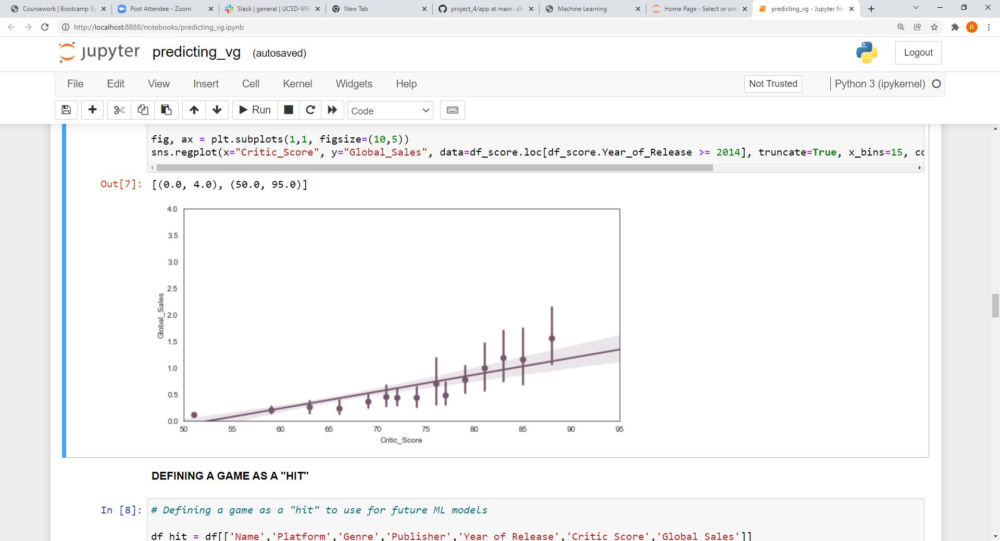 Coursework | Bootcamp Sp
Post Attendee - Zoom
Slack | general | UCSD-VIR
New Tab
project_4/app at main · ch
Machine Learning
Home Page - Select or cre
predicting_vg - Jupyter No
http://localhost:8888/notebooks/predicting_vg.ipynb
R
jupyter predicting_vg (autosaved)
Logout
File Edit View Insert Cell Kernel Widgets Help
Not Trusted
Python 3 (ipykernel)
Run
Code
fig, ax = plt.subplots(1,1, figsize=(10,5))
sns.regplot(x="Critic_Score", y="Global_Sales", data=df_score.loc[df_score.Year_of_Release >= 2014], truncate=True, x_bins=15, co
Out[7]: [(0.0, 4.0), (50.0, 95.0)]
4.0
3.5
3.0
2.5
2.0
1.5
1.0
0.5
0.0
Global_Sales
50 55 60 65 70 75 80 85 90 95
Critic_Score
DEFINING A GAME AS A "HIT"
In [8]: # Defining a game as a "hit" to use for future ML models
df_hit = df[['Name','Platform','Genre','Publisher','Year_of_Release','Critic_Score','Global_Sales']]